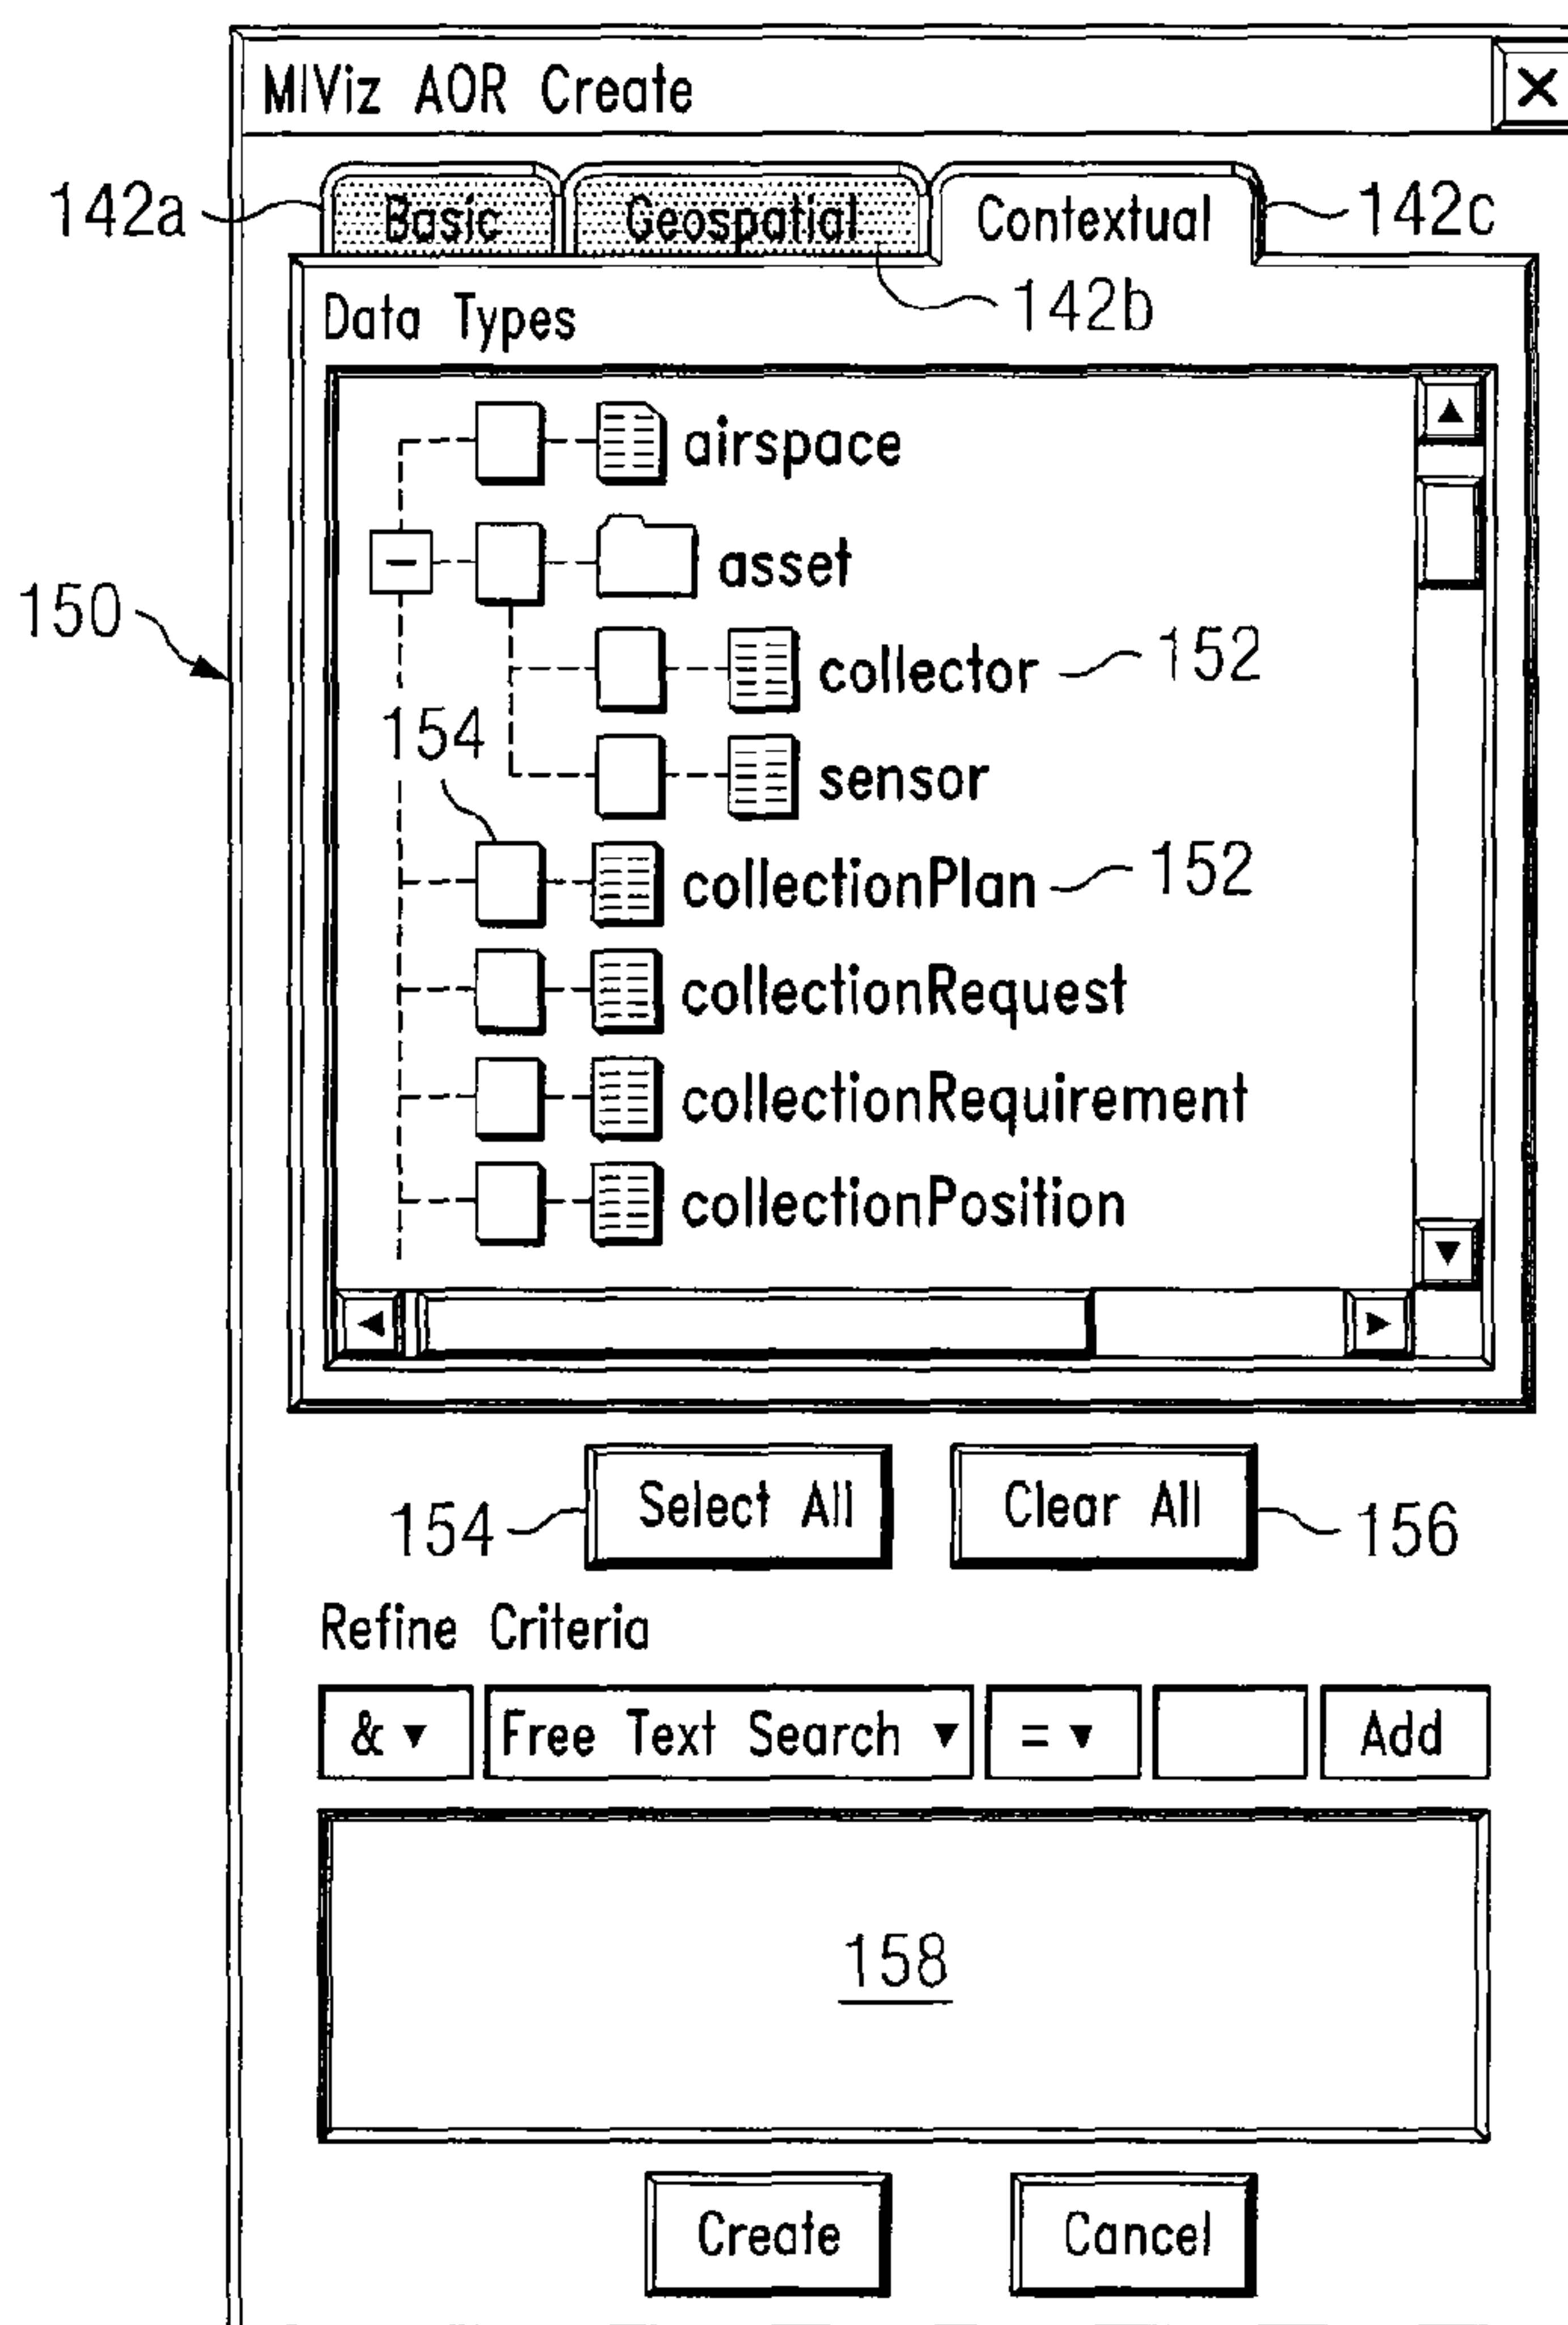 MIViz AOR Create X
142a Basic Geospatial Contextual 142c
Data Types 142b
airspace
− asset
150
collector 152
154
sensor
collectionPlan 152
collectionRequest
collectionRequirement
collectionPosition
154 Select All Clear All 156
Refine Criteria
& ▼ Free Text Search ▼ = ▼ Add
158
Create Cancel